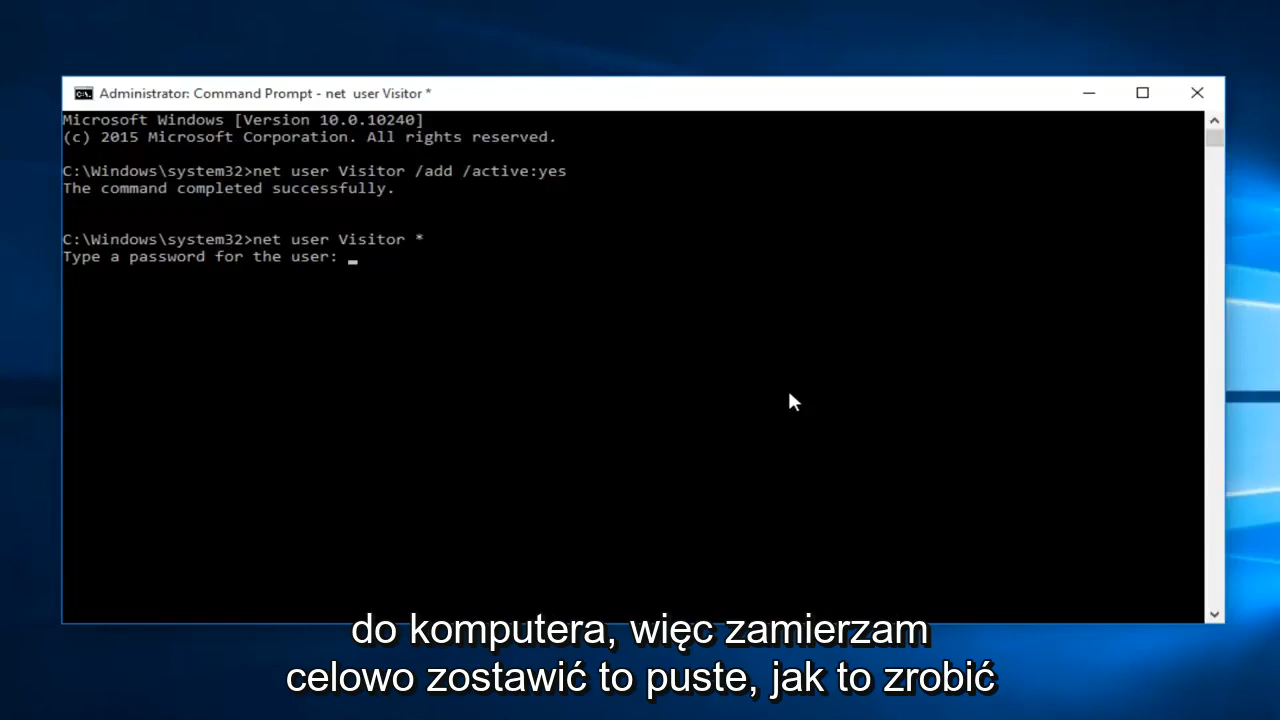 Administrator: Command Prompt - net  user Visitor *
Microsoft Windows [Version 10.0.10240]
(c) 2015 Microsoft Corporation. All rights reserved.
C:\Windows\system32>net user Visitor /add /active:yes
The command completed successfully.
C:\Windows\system32>net user Visitor *
Type a password for the user: _
do komputera, więc zamierzam
celowo zostawić to puste, jak to zrobić